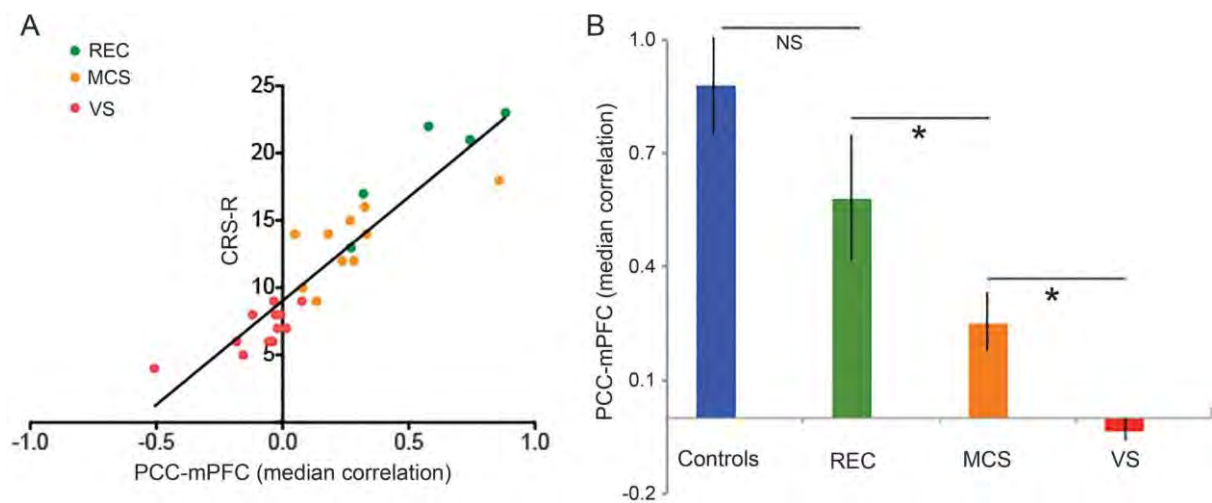 A
REC
MCS
VS
CRS-R
25
20
15
10
5
-1.0 -0.5 0.0 0.5 1.0
PCC-mPFC (median correlation)
B
PCC-mPFC (median correlation)
1.0
0.7
0.4
0.1
-0.2
NS
*
*
Controls REC MCS VS